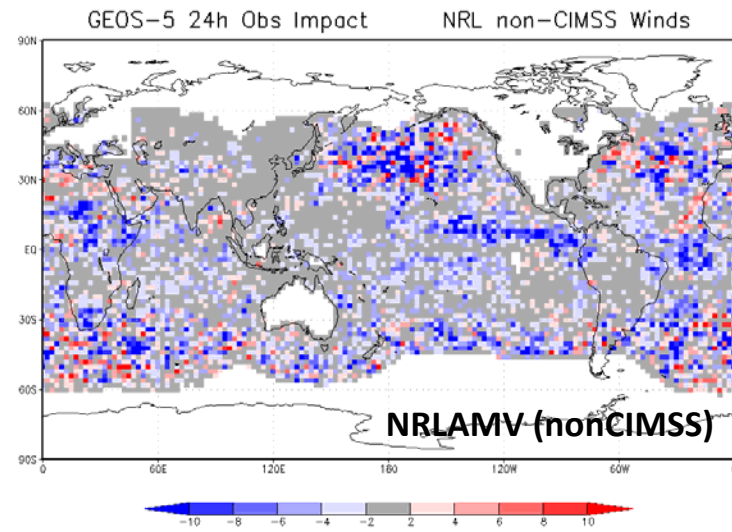 GEOS-5 24h Obs Impact NRL non-CIMSS Winds
90N
60N
30N
EQ
30S
60S
90S
NRLAMV (nonCIMSS)
0 60E 120E 180 120W 60W 0
-10 -8 -6 -4 -2 2 4 6 8 10